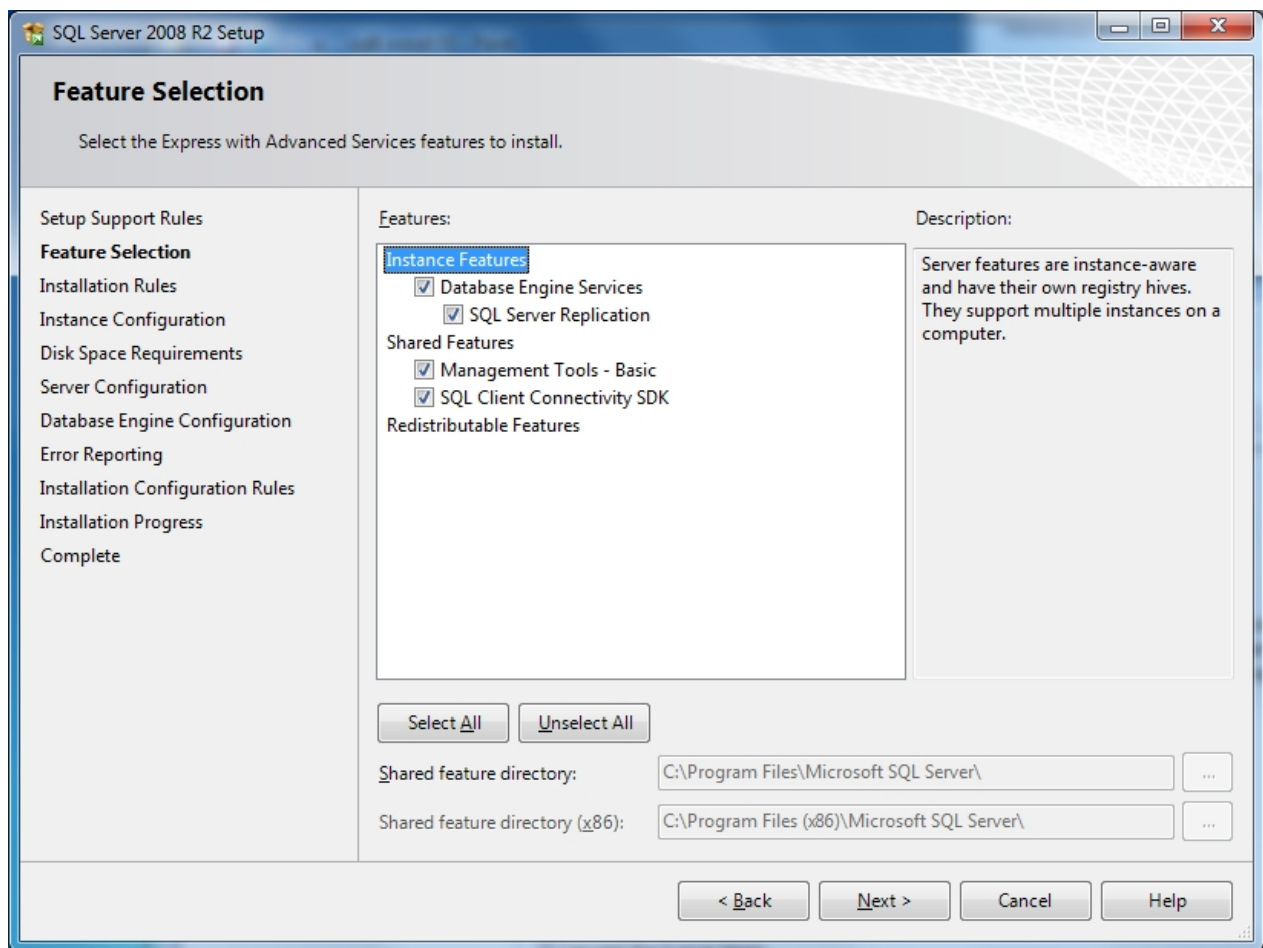 SQL Server 2008 R2 Setup
Feature Selection
Select the Express with Advanced Services features to install.
Setup Support Rules
Feature Selection
Installation Rules
Instance Configuration
Disk Space Requirements
Server Configuration
Database Engine Configuration
Error Reporting
Installation Configuration Rules
Installation Progress
Complete
Features:
Instance Features
Database Engine Services
SQL Server Replication
Shared Features
Management Tools - Basic
SQL Client Connectivity SDK
Redistributable Features
Description:
Server features are instance-aware
and have their own registry hives.
They support multiple instances on a
computer.
Select All
Unselect All
Shared feature directory:
C:\Program Files\Microsoft SQL Server\
...
Shared feature directory (x86):
C:\Program Files (x86)\Microsoft SQL Server\
...
< Back
Next >
Cancel
Help